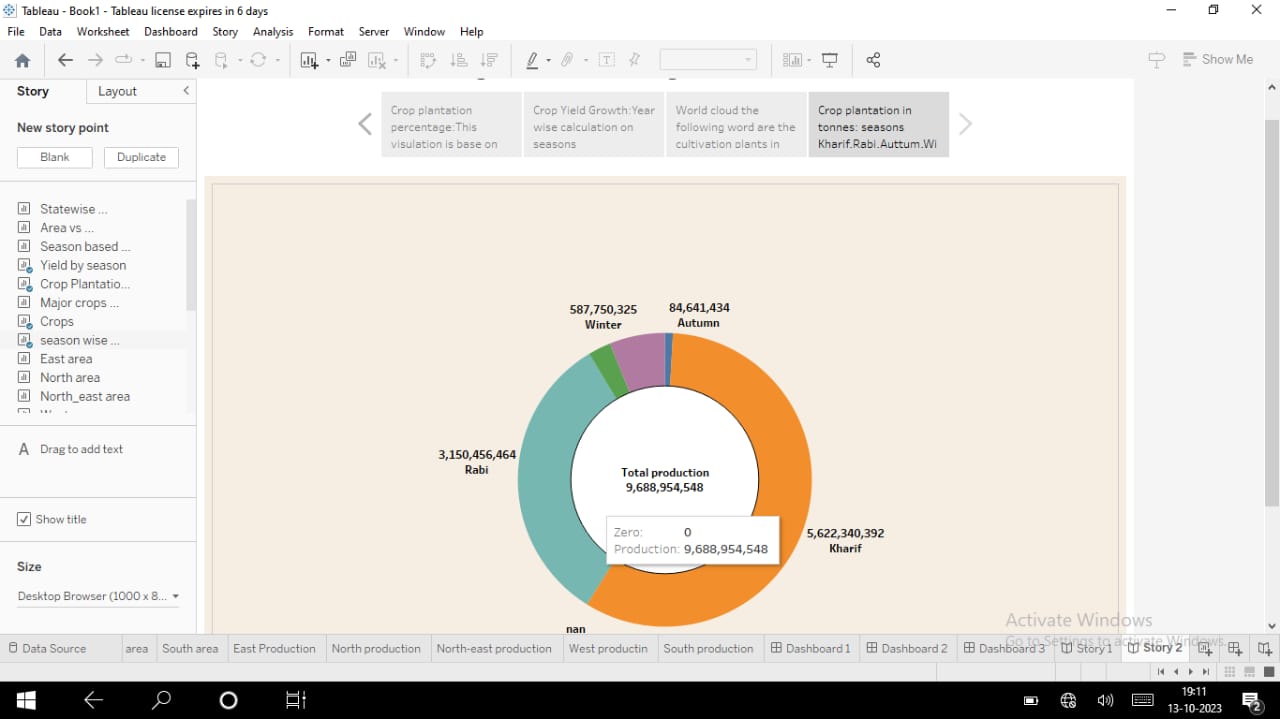 Tableau - Book1 - Tableau license expires in 6 days
File Data Worksheet Dashboard Story Analysis Format Server Window Help
Show Me
Story Layout
New story point
Blank Duplicate
Statewise ...
Area vs ...
Season based ...
Yield by season
Crop Plantatio...
Major crops ...
Crops
season wise ...
East area
North area
North_east area
A Drag to add text
Show title
Size
Desktop Browser (1000 x 8...
Crop plantation
percentage:This
visulation is base on
Crop Yield Growth:Year
wise calculation on
seasons
World cloud the
following word are the
cultivation plants in
Crop plantation in
tonnes: seasons
Kharif,Rabi,Auttum,Wi
587,750,325
Winter
84,641,434
Autumn
3,150,456,464
Rabi
Total production
9,688,954,548
Zero: 0
Production: 9,688,954,548
5,622,340,392
Kharif
nan
Activate Windows
Go to Settings to activate Windows.
Data Source area South area East Production North production North-east production West productin South production Dashboard 1 Dashboard 2 Dashboard 3 Story 1 Story 2
19:11
13-10-2023
2